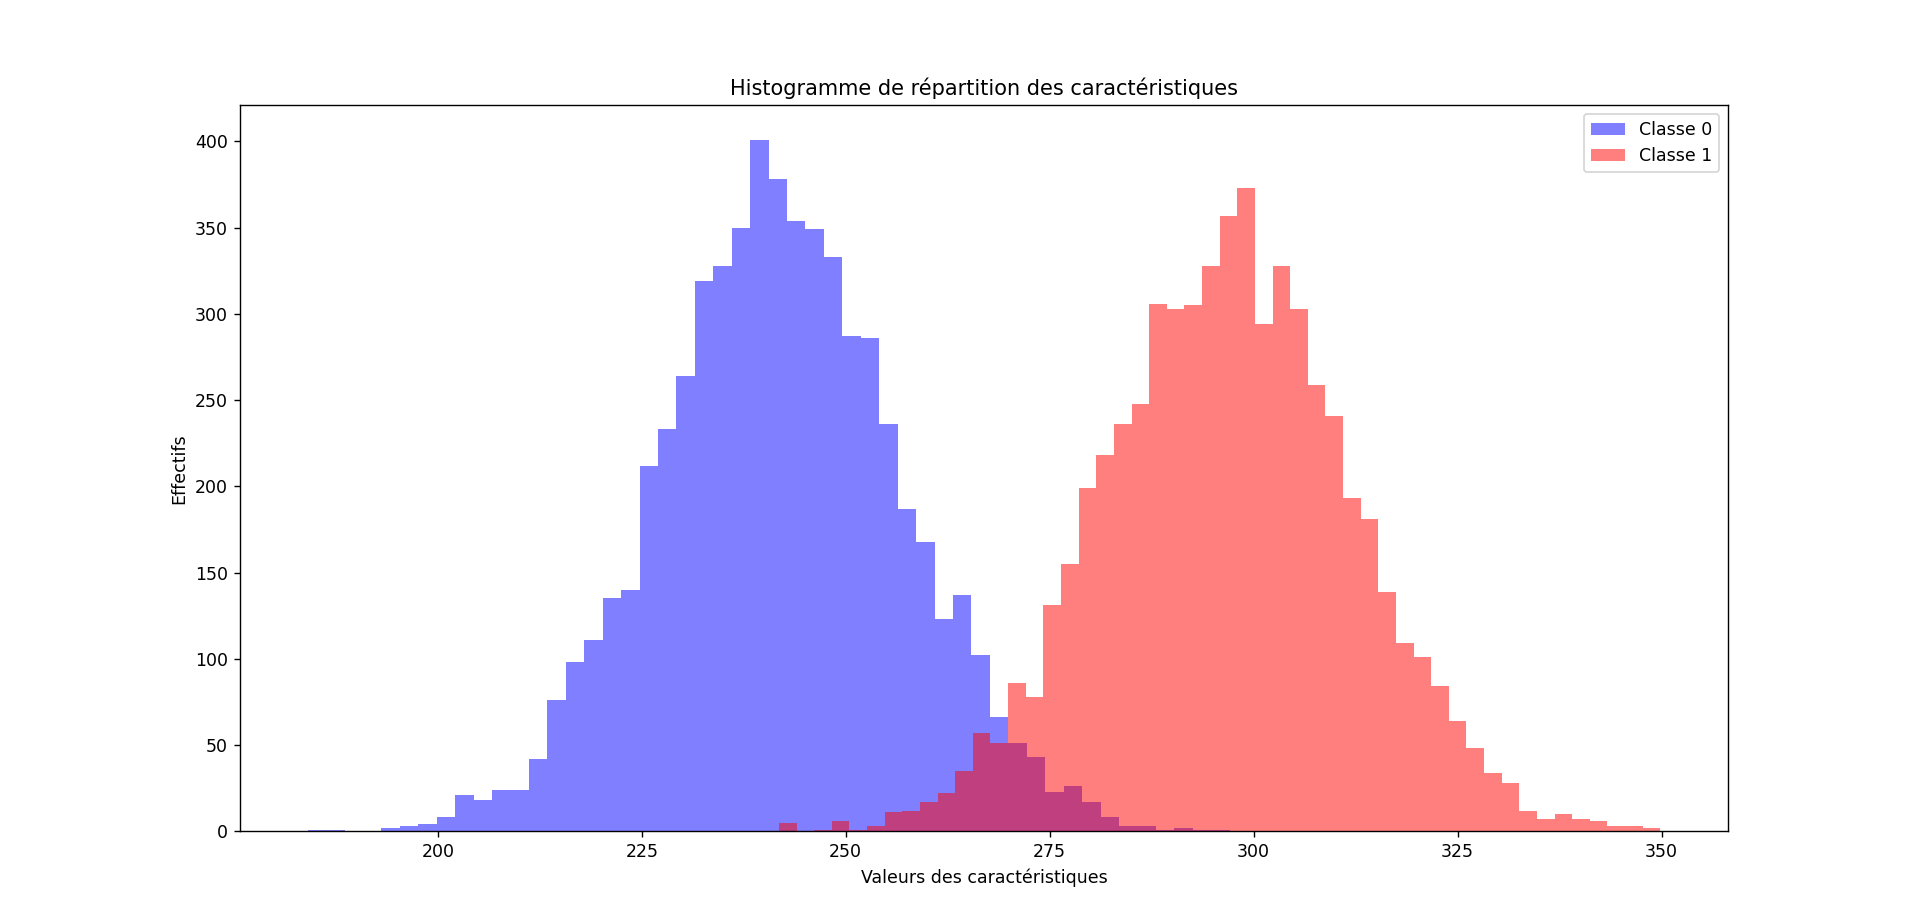 Histogramme de répartition des caractéristiques
Classe 0
Classe 1
400
350
300
250
200
150
100
50
0
Effectifs
200 225 250 275 300 325 350
Valeurs des caractéristiques